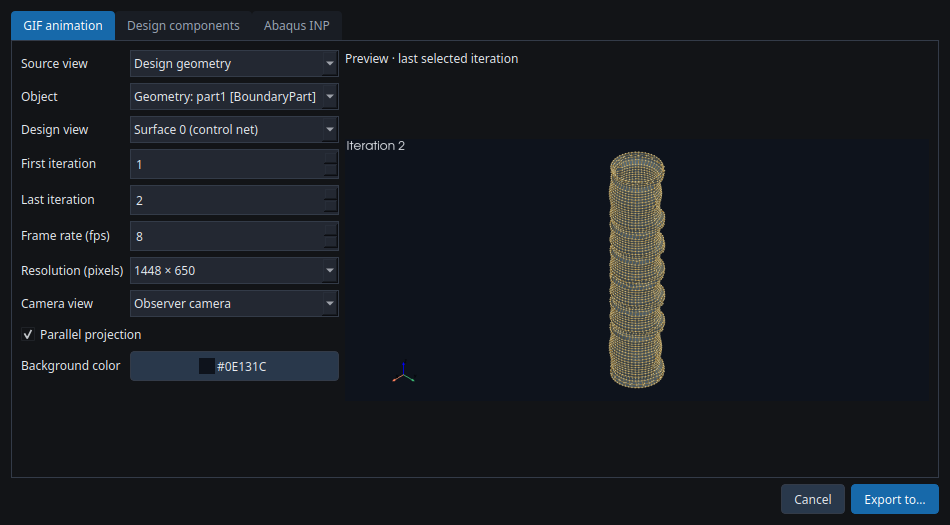 GIF animation
Design components
Abaqus INP
Source view
Design geometry
Preview · last selected iteration
Object
Geometry: part1 [BoundaryPart]
Design view
Surface 0 (control net)
Iteration 2
First iteration
1
Last iteration
2
Frame rate (fps)
8
Resolution (pixels)
1448 × 650
Camera view
Observer camera
Parallel projection
Background color
#0E131C
Cancel
Export to...